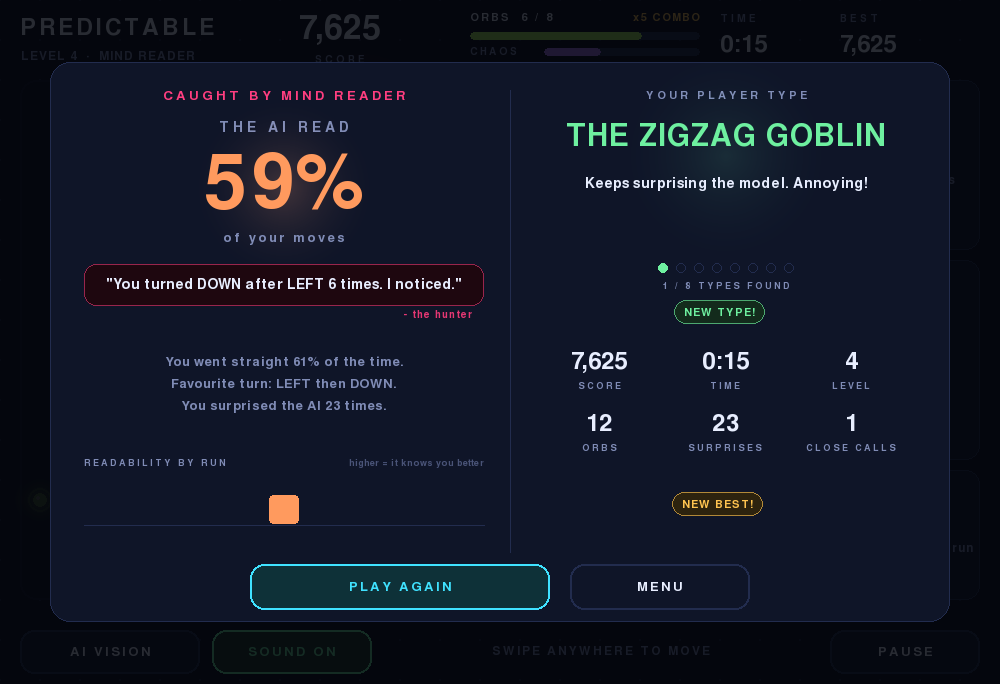 PREDICTABLE
LEVEL 4 · MIND READER
7,625
SCORE
ORBS 6 / 8
x5 COMBO
CHAOS
TIME
0:15
BEST
7,625
CAUGHT BY MIND READER
THE AI READ
59%
of your moves
"You turned DOWN after LEFT 6 times. I noticed."
- the hunter
You went straight 61% of the time.
Favourite turn: LEFT then DOWN.
You surprised the AI 23 times.
READABILITY BY RUN
higher = it knows you better
YOUR PLAYER TYPE
THE ZIGZAG GOBLIN
Keeps surprising the model. Annoying!
1 / 8 TYPES FOUND
NEW TYPE!
7,625
SCORE
0:15
TIME
4
LEVEL
12
ORBS
23
SURPRISES
1
CLOSE CALLS
NEW BEST!
run
PLAY AGAIN
MENU
AI VISION
SOUND ON
SWIPE ANYWHERE TO MOVE
PAUSE